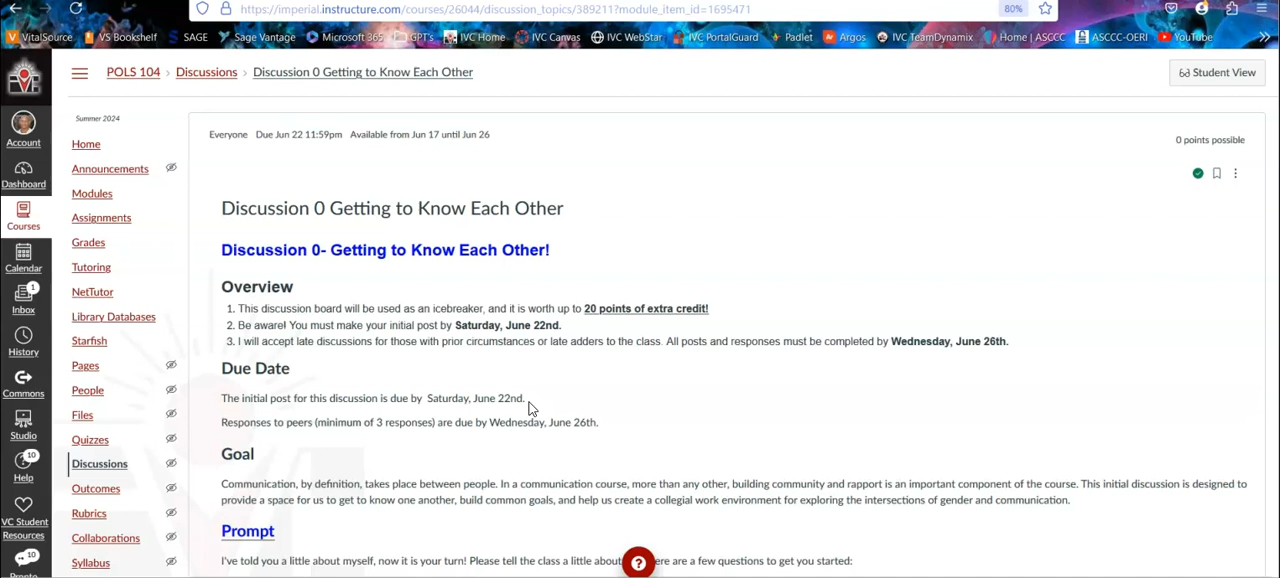 https://imperial.instructure.com/courses/26044/discussion_topics/389211?module_item_id=1695471
80%
VitalSource VS Bookshelf SAGE Sage Vantage Microsoft 365 GPT's IVC Home IVC Canvas IVC WebStar IVC PortalGuard Padlet Argos IVC TeamDynamix Home | ASCCC ASCCC-OERI YouTube
POLS 104 › Discussions › Discussion 0 Getting to Know Each Other
Student View
Account
Dashboard
Courses
Calendar
1
Inbox
History
Commons
Studio
10
Help
VC Student
Resources
10
Summer 2024
Home
Announcements
Modules
Assignments
Grades
Tutoring
NetTutor
Library Databases
Starfish
Pages
People
Files
Quizzes
Discussions
Outcomes
Rubrics
Collaborations
Syllabus
Everyone Due Jun 22 11:59pm Available from Jun 17 until Jun 26
0 points possible
Discussion 0 Getting to Know Each Other
Discussion 0- Getting to Know Each Other!
Overview
1. This discussion board will be used as an icebreaker, and it is worth up to 20 points of extra credit!
2. Be aware! You must make your initial post by Saturday, June 22nd.
3. I will accept late discussions for those with prior circumstances or late adders to the class. All posts and responses must be completed by Wednesday, June 26th.
Due Date
The initial post for this discussion is due by Saturday, June 22nd.
Responses to peers (minimum of 3 responses) are due by Wednesday, June 26th.
Goal
Communication, by definition, takes place between people. In a communication course, more than any other, building community and rapport is an important component of the course. This initial discussion is designed to
provide a space for us to get to know one another, build common goals, and help us create a collegial work environment for exploring the intersections of gender and communication.
Prompt
I've told you a little about myself, now it is your turn! Please tell the class a little about ere are a few questions to get you started:
?